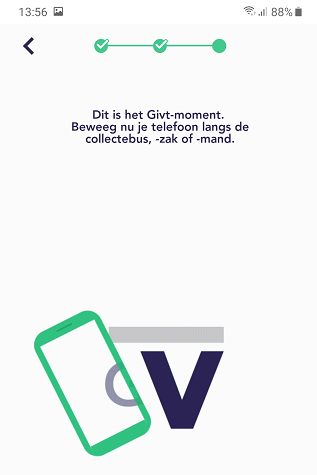 13:56 88%
Dit is het Givt-moment.
Beweeg nu je telefoon langs de
collectebus, -zak of -mand.